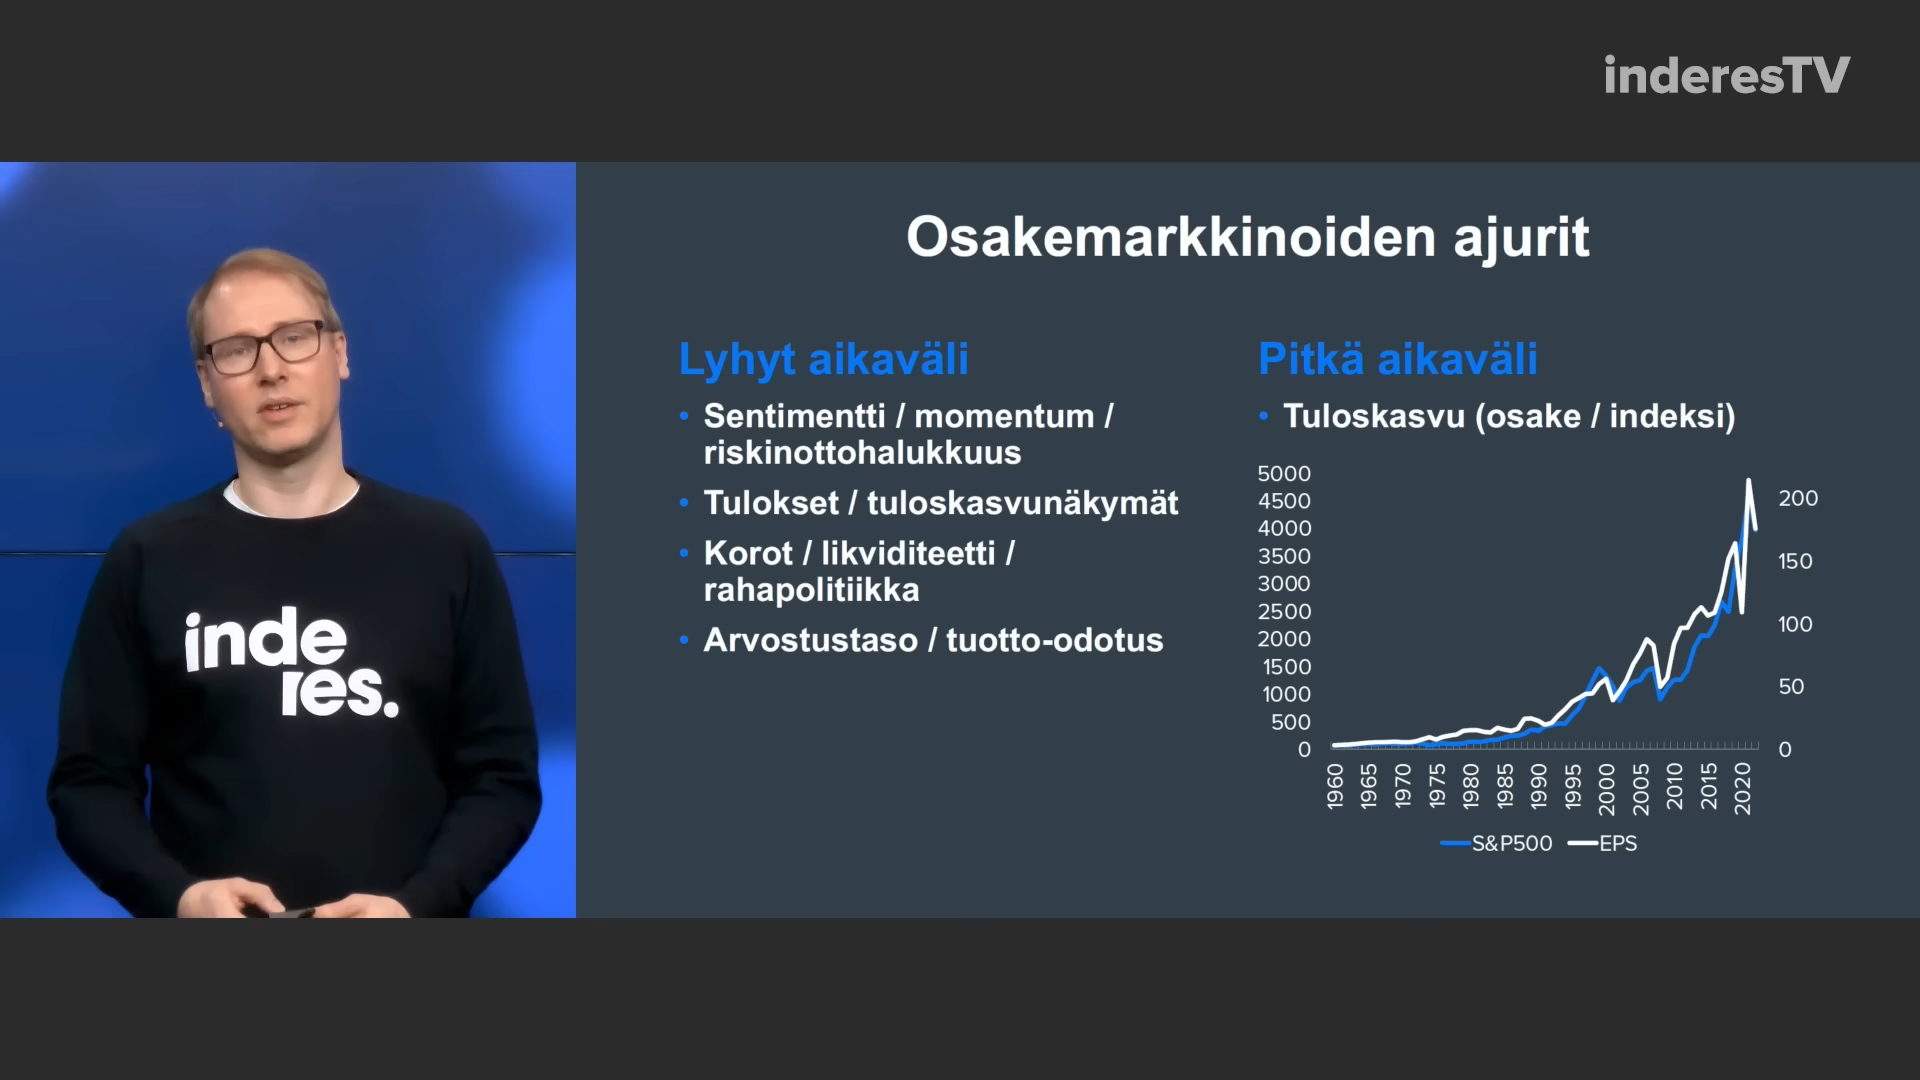 inderesTV
inde
res.
Osakemarkkinoiden ajurit
Lyhyt aikaväli
• Sentimentti / momentum /
riskinottohalukkuus
• Tulokset / tuloskasvunäkymät
• Korot / likviditeetti /
rahapolitiikka
• Arvostustaso / tuotto-odotus
Pitkä aikaväli
• Tuloskasvu (osake / indeksi)
5000
4500
4000
3500
3000
2500
2000
1500
1000
500
0
200
150
100
50
0
1960
1965
1970
1975
1980
1985
1990
1995
2000
2005
2010
2015
2020
S&P500 EPS